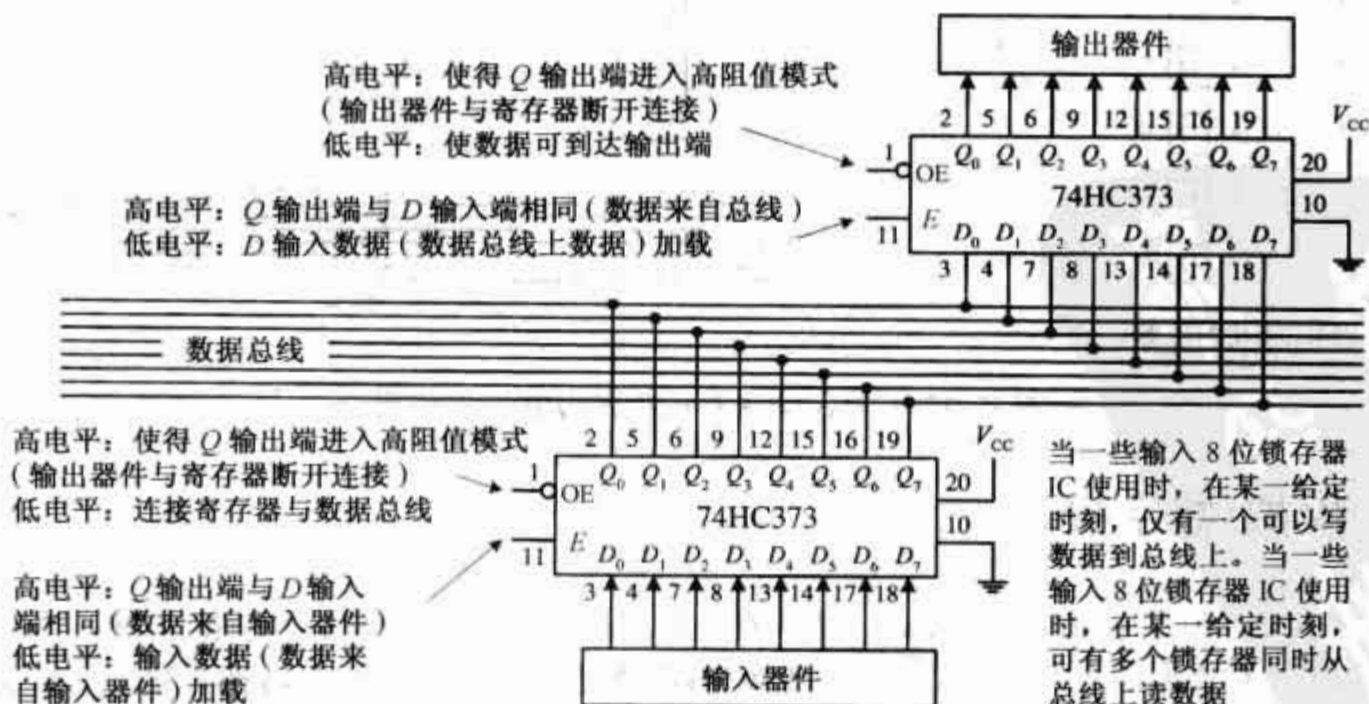 输出器件
高电平：使得 Q 输出端进入高阻值模式
（输出器件与寄存器断开连接）
低电平：使数据可到达输出端
2 5 6 9 12 15 16 19
V_CC
1 OE Q₀ Q₁ Q₂ Q₃ Q₄ Q₅ Q₆ Q₇ 20
74HC373
高电平：Q 输出端与 D 输入端相同（数据来自总线）
低电平：D 输入数据（数据总线上数据）加载
11 E D₀ D₁ D₂ D₃ D₄ D₅ D₆ D₇ 10
3 4 7 8 13 14 17 18
数据总线
高电平：使得 Q 输出端进入高阻值模式
（输出器件与寄存器断开连接）
低电平：连接寄存器与数据总线
2 5 6 9 12 15 16 19
V_CC
1 OE Q₀ Q₁ Q₂ Q₃ Q₄ Q₅ Q₆ Q₇ 20
74HC373
10
11 E D₀ D₁ D₂ D₃ D₄ D₅ D₆ D₇
3 4 7 8 13 14 17 18
高电平：Q输出端与D输入
端相同（数据来自输入器件）
低电平：输入数据（数据来
自输入器件）加载
输入器件
当一些输入 8 位锁存器
IC 使用时，在某一给定
时刻，仅有一个可以写
数据到总线上。当一些
输入 8 位锁存器 IC 使用
时，在某一给定时刻，
可有多个锁存器同时从
总线上读数据